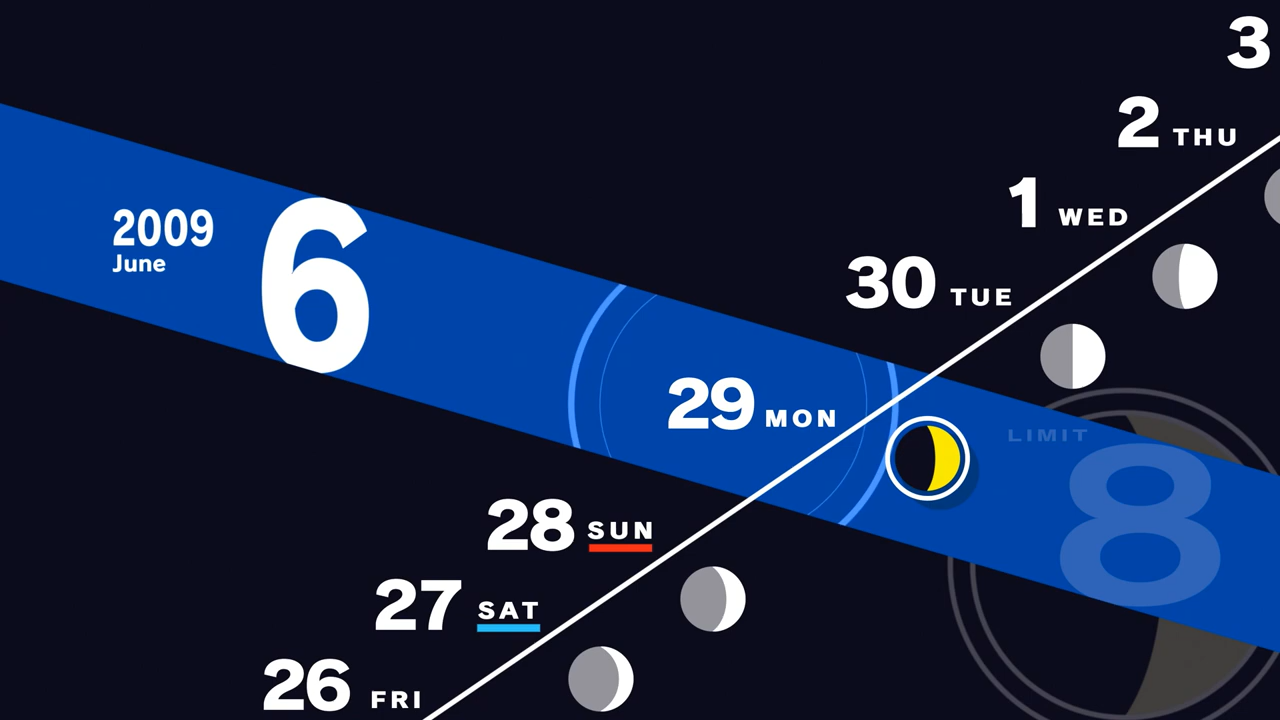 3
2 THU
1 WED
2009
June
6
30 TUE
29 MON
LIMIT
8
28 SUN
27 SAT
26 FRI